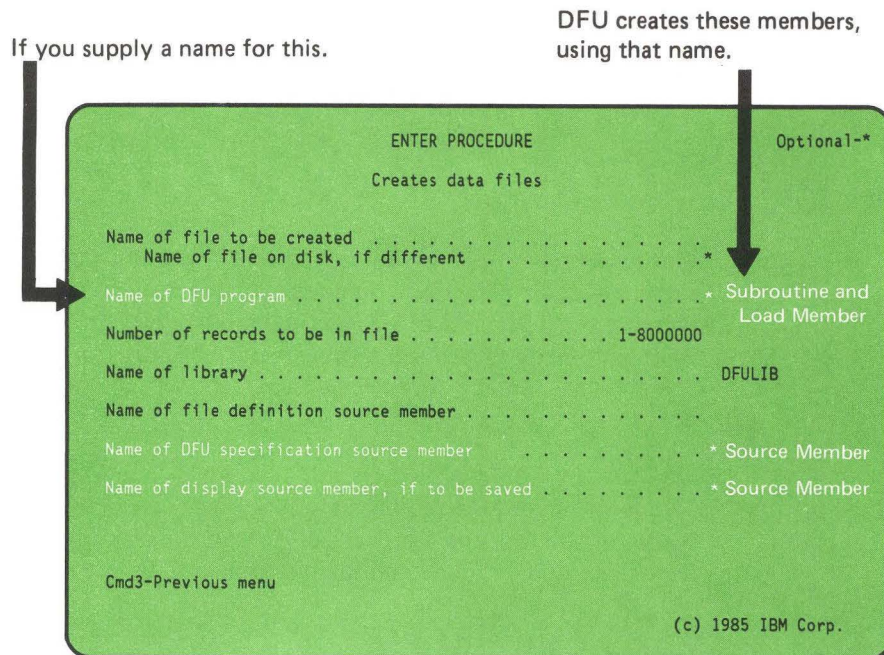 If you supply a name for this.
DFU creates these members,
using that name.
ENTER PROCEDURE Optional-*
Creates data files
Name of file to be created . . . . . . . . . . . . . . . . . . .
Name of file on disk, if different . . . . . . . . . . . . . *
Name of DFU program . . . . . . . . . . . . . . . . . . . . . . . * Subroutine and
Load Member
Number of records to be in file . . . . . . . . . . . . 1-8000000
Name of library . . . . . . . . . . . . . . . . . . . . . . . . . DFULIB
Name of file definition source member . . . . . . . . . . . . .
Name of DFU specification source member . . . . . . . . . . * Source Member
Name of display source member, if to be saved . . . . . . . . . * Source Member
Cmd3-Previous menu
(c) 1985 IBM Corp.